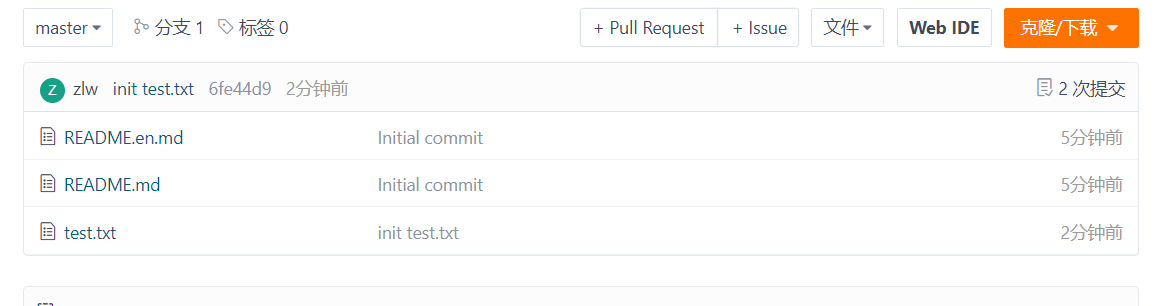 master 分支 1 标签 0 + Pull Request + Issue 文件 Web IDE 克隆/下载
Z zlw init test.txt 6fe44d9 2分钟前 2 次提交
README.en.md Initial commit 5分钟前
README.md Initial commit 5分钟前
test.txt init test.txt 2分钟前